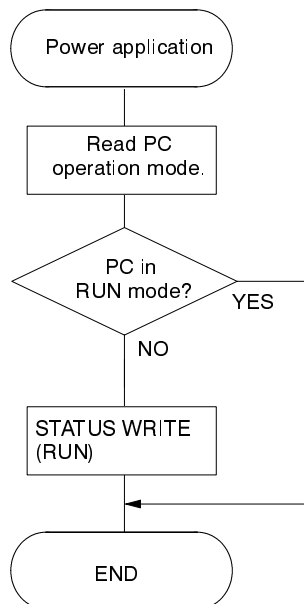 Power application
Read PC
operation mode.
PC in
RUN mode?
YES
NO
STATUS WRITE
(RUN)
END